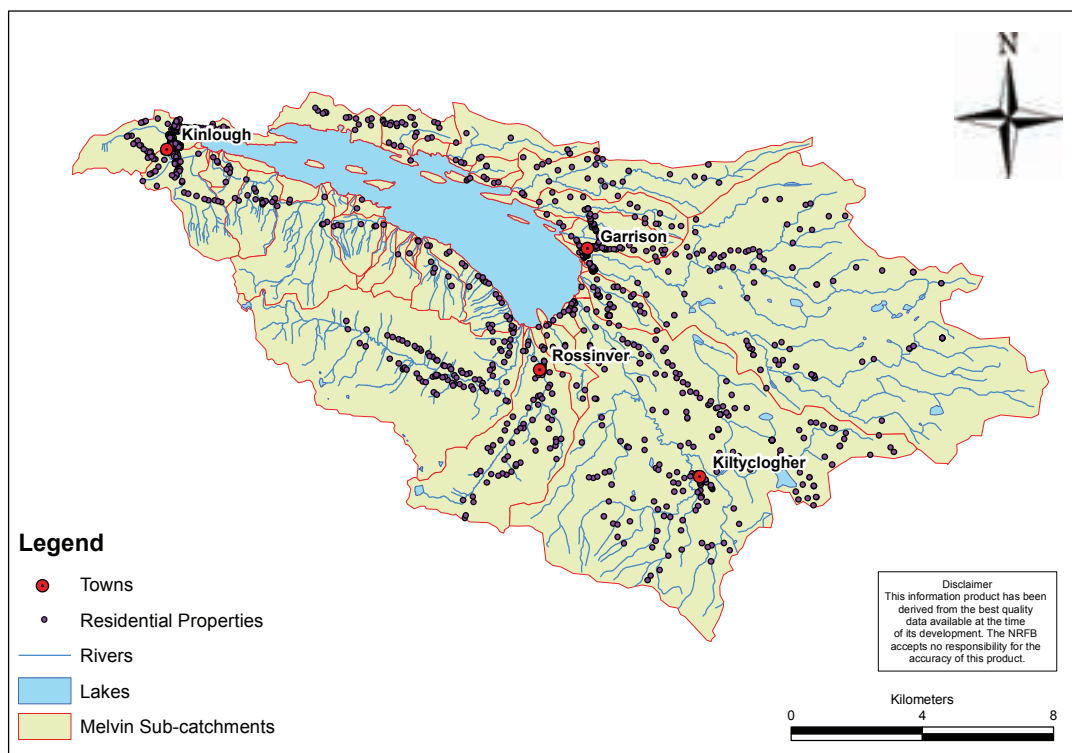 N
Kinlough
Garrison
Rossinver
Kiltyclogher
Legend
Towns
Residential Properties
Rivers
Lakes
Melvin Sub-catchments
Disclaimer
This information product has been
derived from the best quality
data available at the time
of its development. The NRFB
accepts no responsibility for the
accuracy of this product.
Kilometers
0 4 8